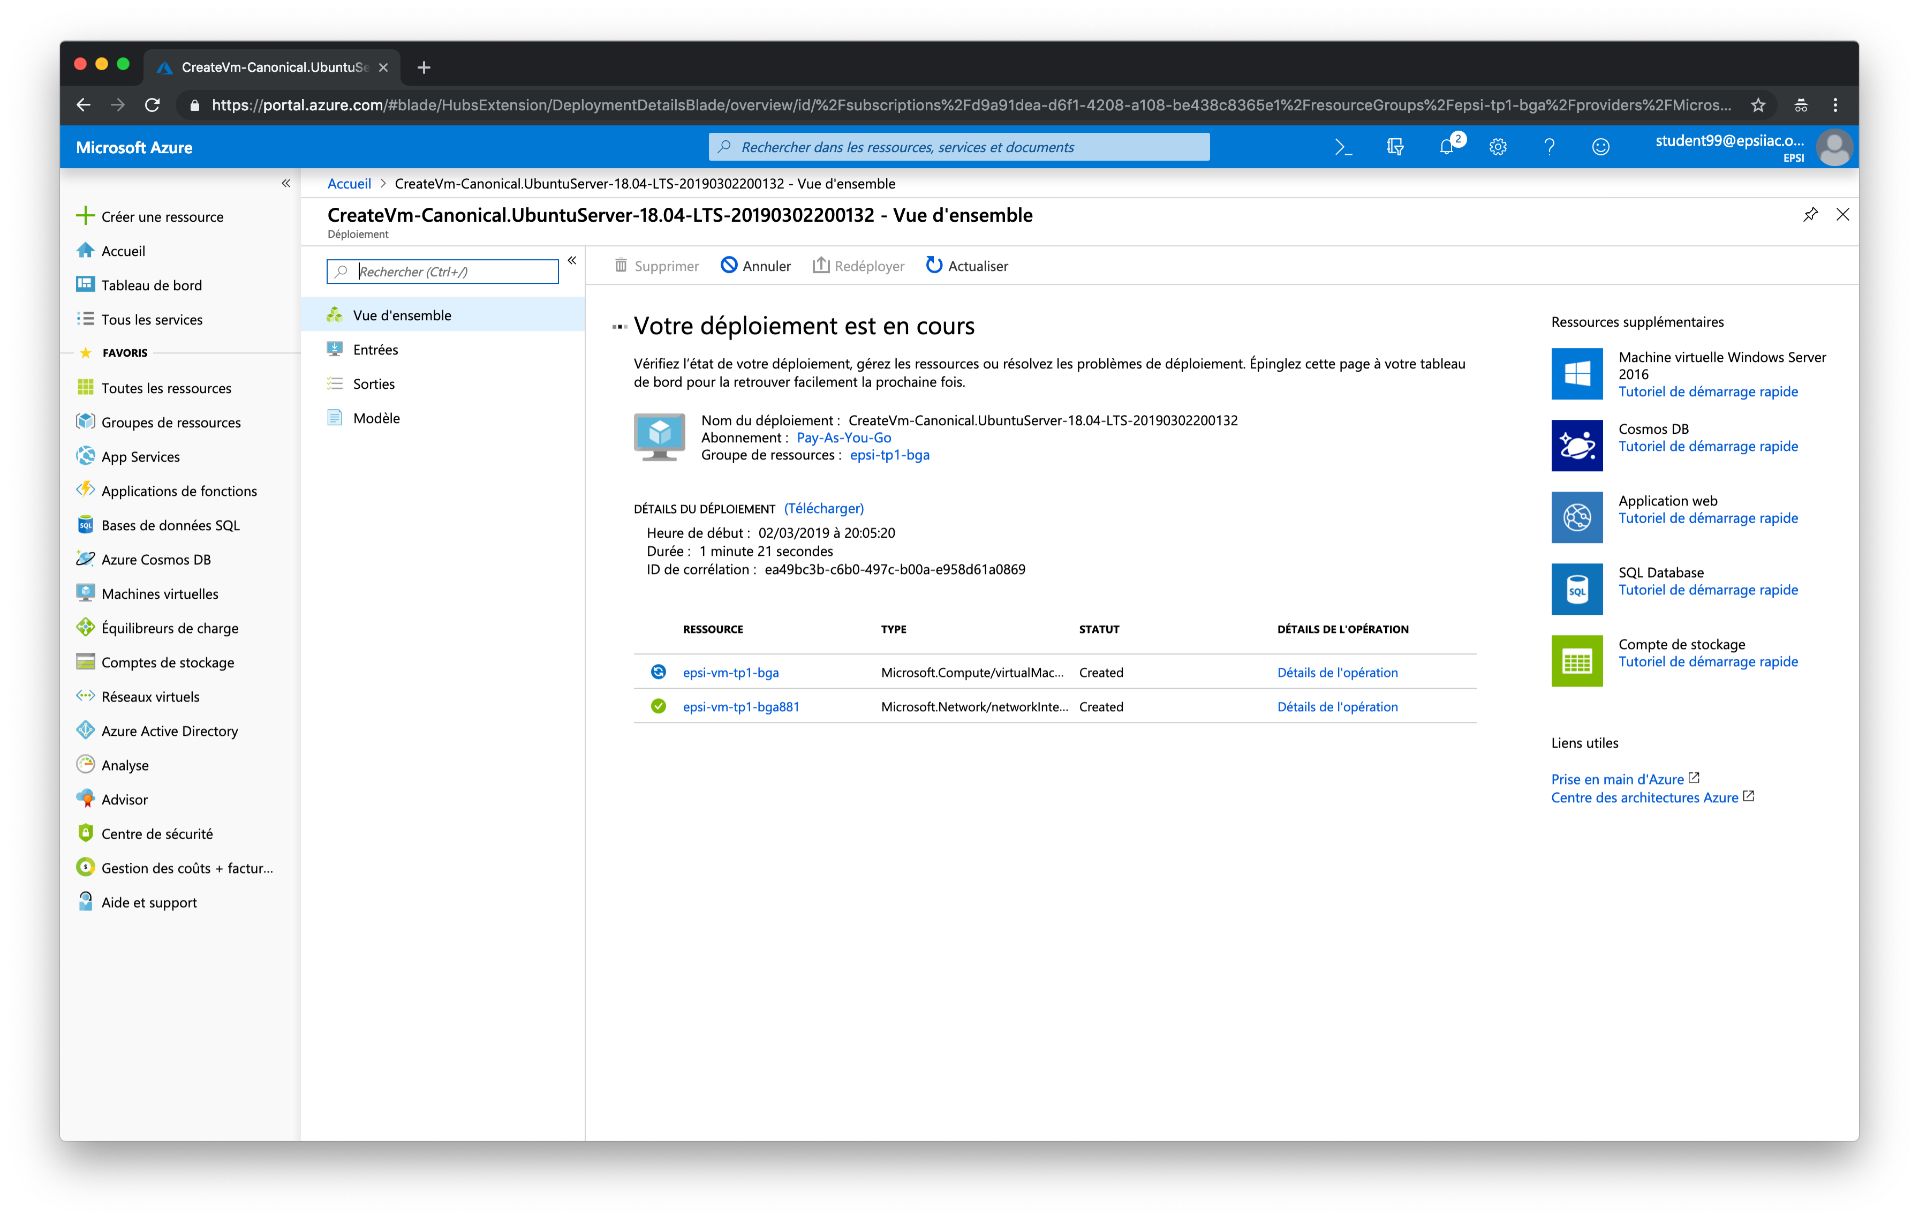 CreateVm-Canonical.UbuntuSe
https://portal.azure.com/#blade/HubsExtension/DeploymentDetailsBlade/overview/id/%2Fsubscriptions%2Fd9a91dea-d6f1-4208-a108-be438c8365e1%2FresourceGroups%2Fepsi-tp1-bga%2Fproviders%2FMicros...
Microsoft Azure
Rechercher dans les ressources, services et documents
2
student99@epsiiac.o...
EPSI
Créer une ressource
Accueil
Tableau de bord
Tous les services
FAVORIS
Toutes les ressources
Groupes de ressources
App Services
Applications de fonctions
Bases de données SQL
Azure Cosmos DB
Machines virtuelles
Équilibreurs de charge
Comptes de stockage
Réseaux virtuels
Azure Active Directory
Analyse
Advisor
Centre de sécurité
Gestion des coûts + factur...
Aide et support
Accueil > CreateVm-Canonical.UbuntuServer-18.04-LTS-20190302200132 - Vue d'ensemble
CreateVm-Canonical.UbuntuServer-18.04-LTS-20190302200132 - Vue d'ensemble
Déploiement
Rechercher (Ctrl+/)
Vue d'ensemble
Entrées
Sorties
Modèle
Supprimer Annuler Redéployer Actualiser
Votre déploiement est en cours
Vérifiez l’état de votre déploiement, gérez les ressources ou résolvez les problèmes de déploiement. Épinglez cette page à votre tableau
de bord pour la retrouver facilement la prochaine fois.
Nom du déploiement : CreateVm-Canonical.UbuntuServer-18.04-LTS-20190302200132
Abonnement : Pay-As-You-Go
Groupe de ressources : epsi-tp1-bga
DÉTAILS DU DÉPLOIEMENT (Télécharger)
Heure de début : 02/03/2019 à 20:05:20
Durée : 1 minute 21 secondes
ID de corrélation : ea49bc3b-c6b0-497c-b00a-e958d61a0869
RESSOURCE TYPE STATUT DÉTAILS DE L'OPÉRATION
epsi-vm-tp1-bga Microsoft.Compute/virtualMac... Created Détails de l'opération
epsi-vm-tp1-bga881 Microsoft.Network/networkInte... Created Détails de l'opération
Ressources supplémentaires
Machine virtuelle Windows Server
2016
Tutoriel de démarrage rapide
Cosmos DB
Tutoriel de démarrage rapide
Application web
Tutoriel de démarrage rapide
SQL
SQL Database
Tutoriel de démarrage rapide
Compte de stockage
Tutoriel de démarrage rapide
Liens utiles
Prise en main d'Azure
Centre des architectures Azure